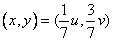 (x, y) = (1/7 u, 3/7 v)